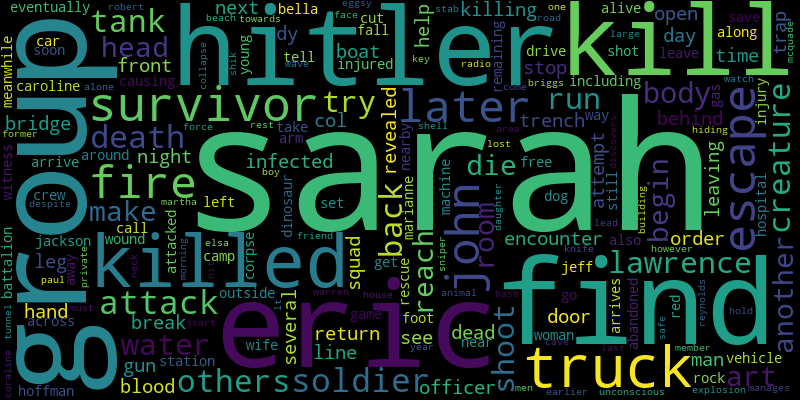 eventually robert beach towards bella eggsy face stab one road large mcquade
meanwhile car soon tank hitler next cut dy fall tell boat injured help killing kill alive open save trap
caroline head front causing young collapse shik wave key radio remaining drive stop shot day leave along time watch
group survivor try later run body gas injury creature
bridge former death force rest take arm col revealed nearby shell area trench way briggs come including behind hiding
witness arrive around night alone fire sarah infected back die lost free attempt still discovers building escape
crew despite make martha left set boy dinosaur machine marianne dog daughter begin leaving hospital
jackson call attacked wound elsa camp corpse squad reach john room encounter lead also order however another
battalion leg away private killed neck morning hit friend outside get rescue sniper knife jeff lawrence
paul hand attack eric warren house game animal base find go arrives abandoned red reynolds safe hold
tunnel across must water break start wife it several return foot see year dead near shoot door woman cave last member man vehicle
coraline hoffman gun station blood others soldier line officer men truck earlier unconscious rock art explosion manages